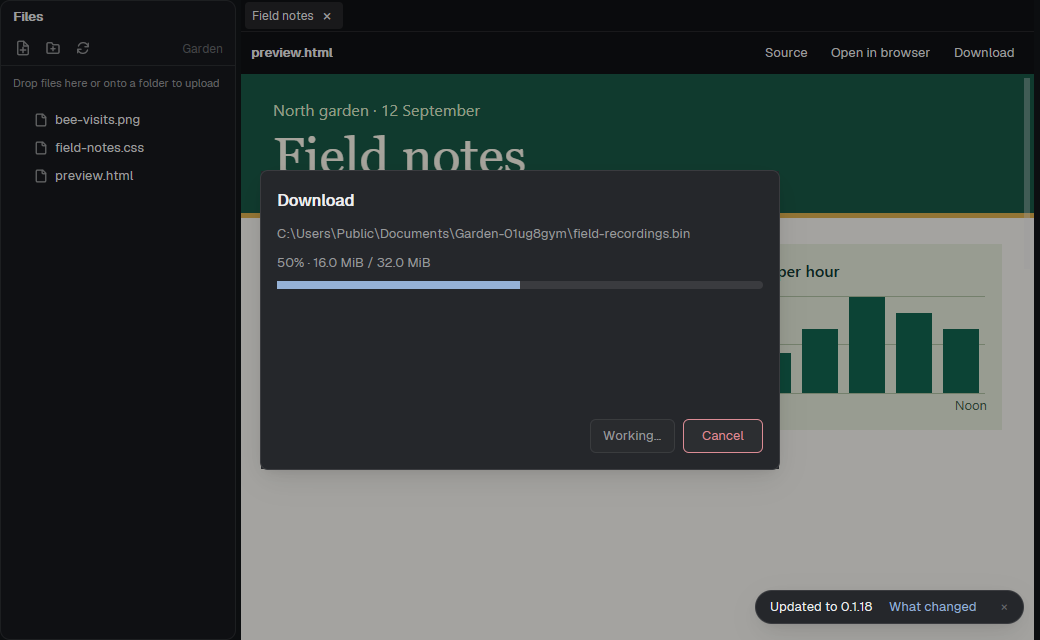 Files
Garden
Drop files here or onto a folder to upload
bee-visits.png
field-notes.css
preview.html
Field notes ×
preview.html
Source Open in browser Download
North garden · 12 September
Field notes
per hour
Noon
Download
C:\Users\Public\Documents\Garden-01ug8gym\field-recordings.bin
50% · 16.0 MiB / 32.0 MiB
Working…
Cancel
Updated to 0.1.18 What changed ×